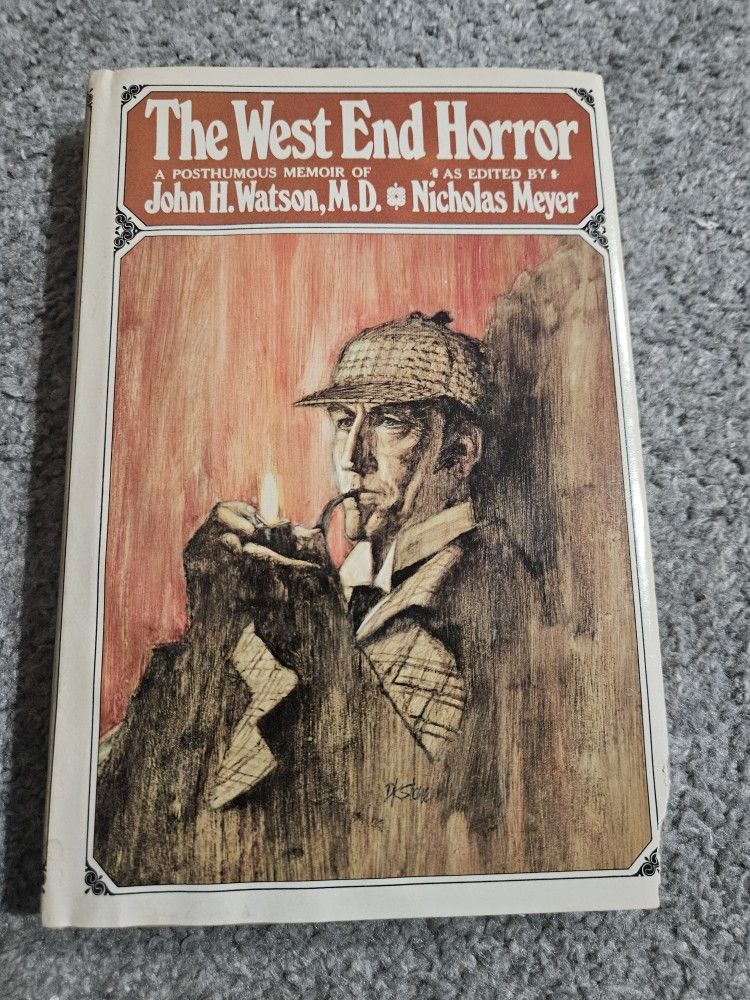 The West End Horror
A POSTHUMOUS MEMOIR OF AS EDITED BY
John H. Watson, M.D. Nicholas Meyer